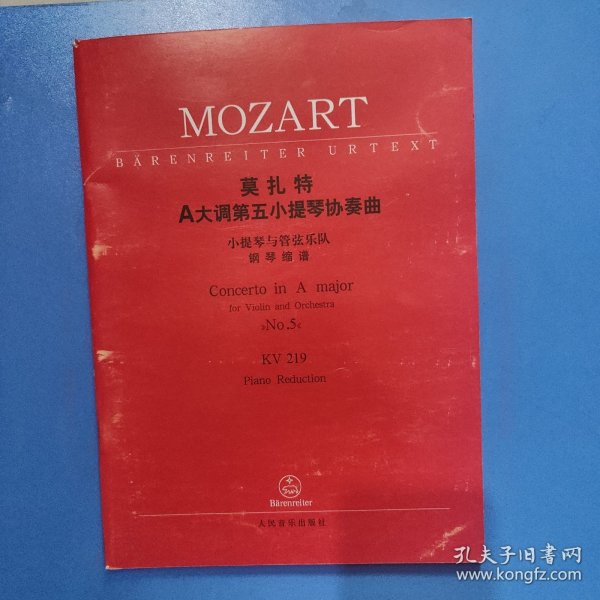 MOZART
BÄRENREITER URTEXT
莫扎特
A大调第五小提琴协奏曲
小提琴与管弦乐队
钢琴缩谱
Concerto in A major
for Violin and Orchestra
»No.5«
KV 219
Piano Reduction
Bärenreiter
人民音乐出版社
孔夫子旧书网
www.kongfz.com